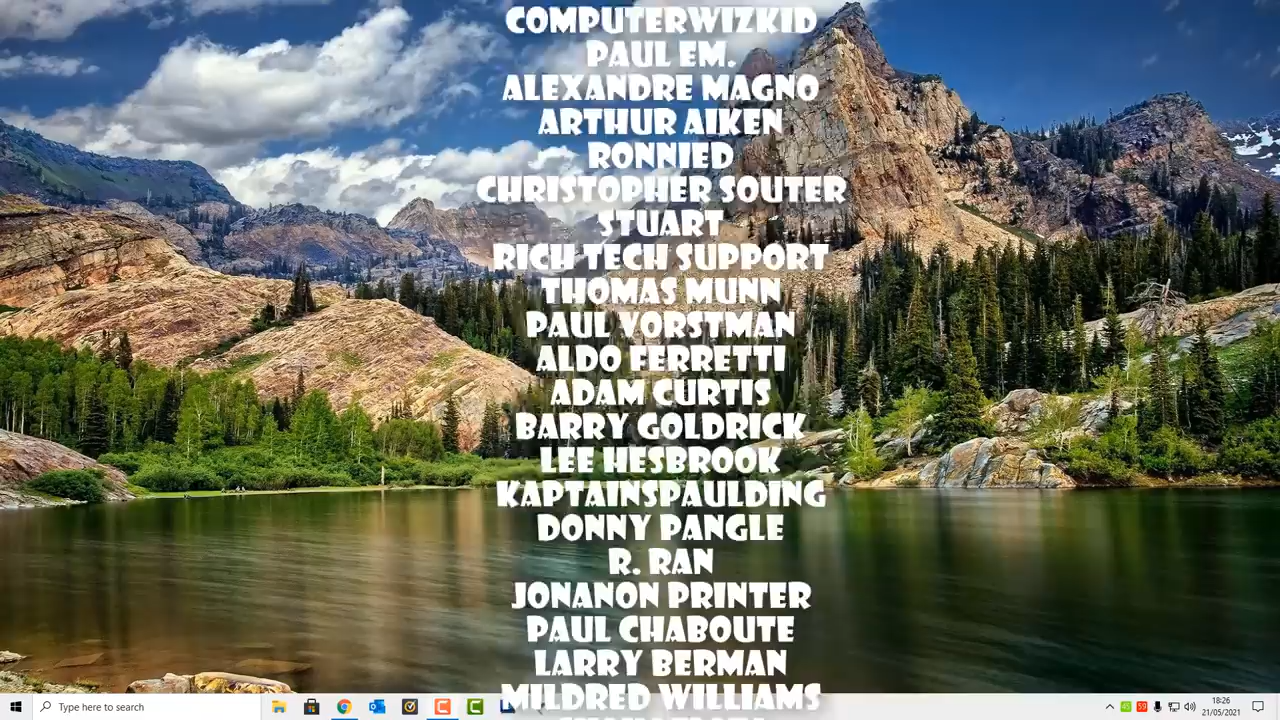 COMPUTERWIZKID
PAUL EM.
ALEXANDRE MAGNO
ARTHUR AIKEN
RONNIED
CHRISTOPHER SOUTER
STUART
RICH TECH SUPPORT
THOMAS MUNN
PAUL VORSTMAN
ALDO FERRETTI
ADAM CURTIS
BARRY GOLDRICK
LEE HESBROOK
KAPTAINSPAULDING
DONNY PANGLE
R. RAN
JONANON PRINTER
PAUL CHABOUTE
LARRY BERMAN
MILDRED WILLIAMS
Type here to search
45
59
18:26
21/05/2021